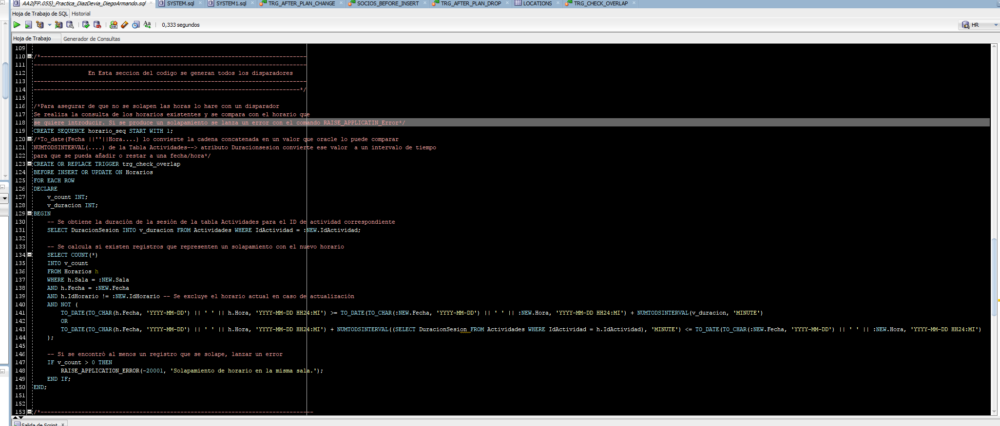 AA2(FP.055)_Practica_DiazDevia_DiegoArmando.sql SYSTEM.sql SYSTEM1.sql TRG_AFTER_PLAN_CHANGE SOCIOS_BEFORE_INSERT TRG_AFTER_PLAN_DROP LOCATIONS TRG_CHECK_OVERLAP
Hoja de Trabajo de SQL Historial
0,333 segundos HR
Hoja de Trabajo Generador de Consultas
109
110 /*------------------------------------------------------------------------------
111 --------------------------------------------------------------------------------
112 En Esta seccion del codigo se generan todos los disparadores
113 --------------------------------------------------------------------------------
114 ------------------------------------------------------------------------------*/
115
116 /*Para asegurar de que no se solapen las horas lo hare con un disparador
117 Se realiza la consulta de los horarios existentes y se compara con el horario que
118 se quiere introducir. Si se produce un solapamiento se lanza un error con el comando RAISE_APPLICATIN_Error*/
119 CREATE SEQUENCE horario_seq START WITH 1;
120 /*To_date(Fecha ||''||Hora....) lo convierte la cadena concatenada en un valor que oracle lo puede comparar
121 NUMTODSINTERVAL(....) de la Tabla Actividades--> atributo Duracionsesion convierte ese valor  a un intervalo de tiempo
122 para que se pueda añadir o restar a una fecha/hora*/
123 CREATE OR REPLACE TRIGGER trg_check_overlap
124 BEFORE INSERT OR UPDATE ON Horarios
125 FOR EACH ROW
126 DECLARE
127     v_count INT;
128     v_duracion INT;
129 BEGIN
130     -- Se obtiene la duración de la sesión de la tabla Actividades para el ID de actividad correspondiente
131     SELECT DuracionSesion INTO v_duracion FROM Actividades WHERE IdActividad = :NEW.IdActividad;
132
133     -- Se calcula si existen registros que representen un solapamiento con el nuevo horario
134     SELECT COUNT(*)
135     INTO v_count
136     FROM Horarios h
137     WHERE h.Sala = :NEW.Sala
138     AND h.Fecha = :NEW.Fecha
139     AND h.IdHorario != :NEW.IdHorario -- Se excluye el horario actual en caso de actualización
140     AND NOT (
141         TO_DATE(TO_CHAR(h.Fecha, 'YYYY-MM-DD') || ' ' || h.Hora, 'YYYY-MM-DD HH24:MI') >= TO_DATE(TO_CHAR(:NEW.Fecha, 'YYYY-MM-DD') || ' ' || :NEW.Hora, 'YYYY-MM-DD HH24:MI') + NUMTODSINTERVAL(v_duracion, 'MINUTE')
142         OR
143         TO_DATE(TO_CHAR(h.Fecha, 'YYYY-MM-DD') || ' ' || h.Hora, 'YYYY-MM-DD HH24:MI') + NUMTODSINTERVAL((SELECT DuracionSesion FROM Actividades WHERE IdActividad = h.IdActividad), 'MINUTE') <= TO_DATE(TO_CHAR(:NEW.Fecha, 'YYYY-MM-DD') || ' ' || :NEW.Hora, 'YYYY-MM-DD HH24:MI')
144     );
145
146     -- Si se encontró al menos un registro que se solape, lanzar un error
147     IF v_count > 0 THEN
148         RAISE_APPLICATION_ERROR(-20001, 'Solapamiento de horario en la misma sala.');
149     END IF;
150 END;
151
152
153 /*--------------------------------------------------------------------------------
Salida de Script